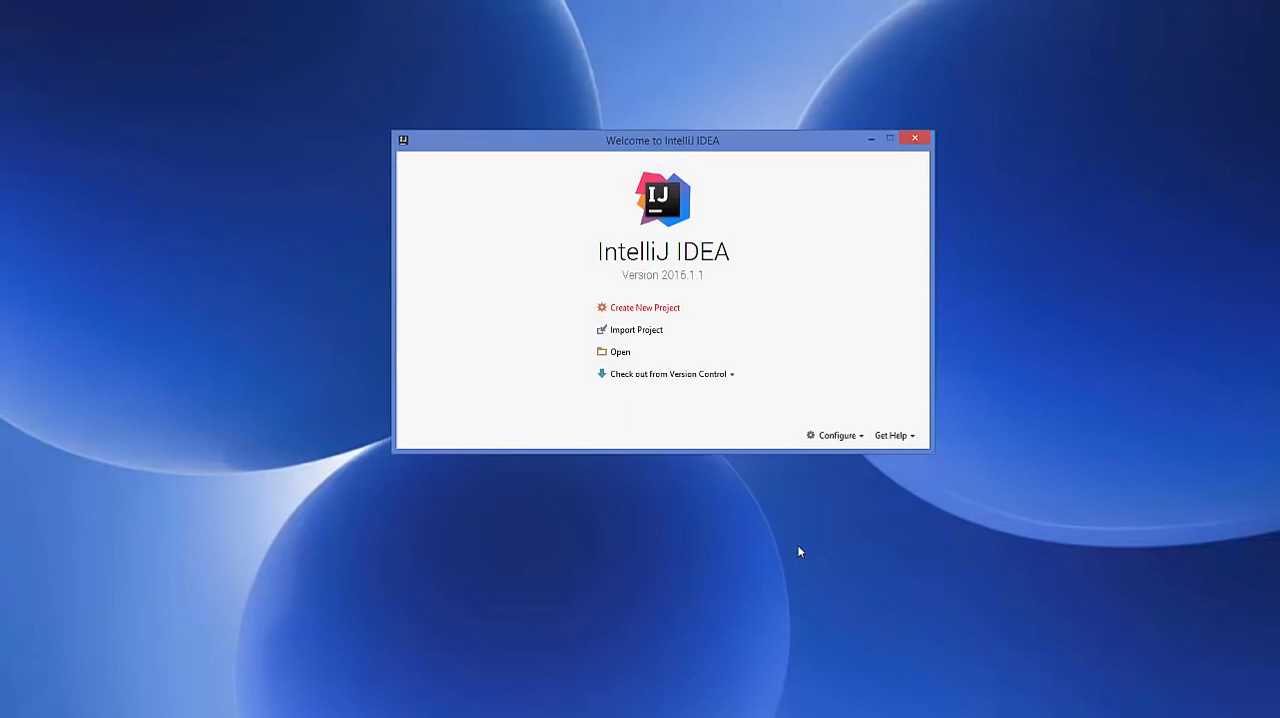 Welcome to IntelliJ IDEA
IJ
IntelliJ IDEA
Version 2016.1.1
Create New Project
Import Project
Open
Check out from Version Control
Configure
Get Help